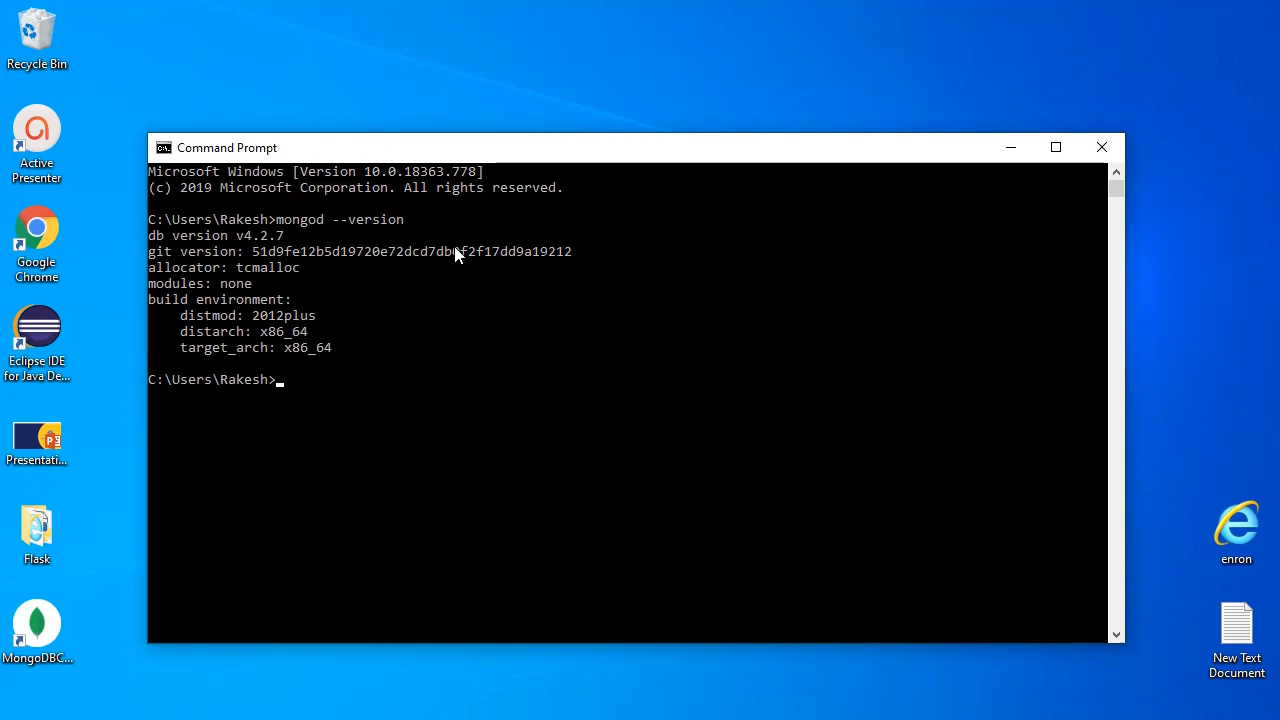 Recycle Bin
Active
Presenter
Google
Chrome
Eclipse IDE
for Java De...
Presentati...
Flask
MongoDBC...
Command Prompt
Microsoft Windows [Version 10.0.18363.778]
(c) 2019 Microsoft Corporation. All rights reserved.
C:\Users\Rakesh>mongod --version
db version v4.2.7
git version: 51d9fe12b5d19720e72dcd7db f2f17dd9a19212
allocator: tcmalloc
modules: none
build environment:
distmod: 2012plus
distarch: x86_64
target_arch: x86_64
C:\Users\Rakesh>
enron
New Text
Document